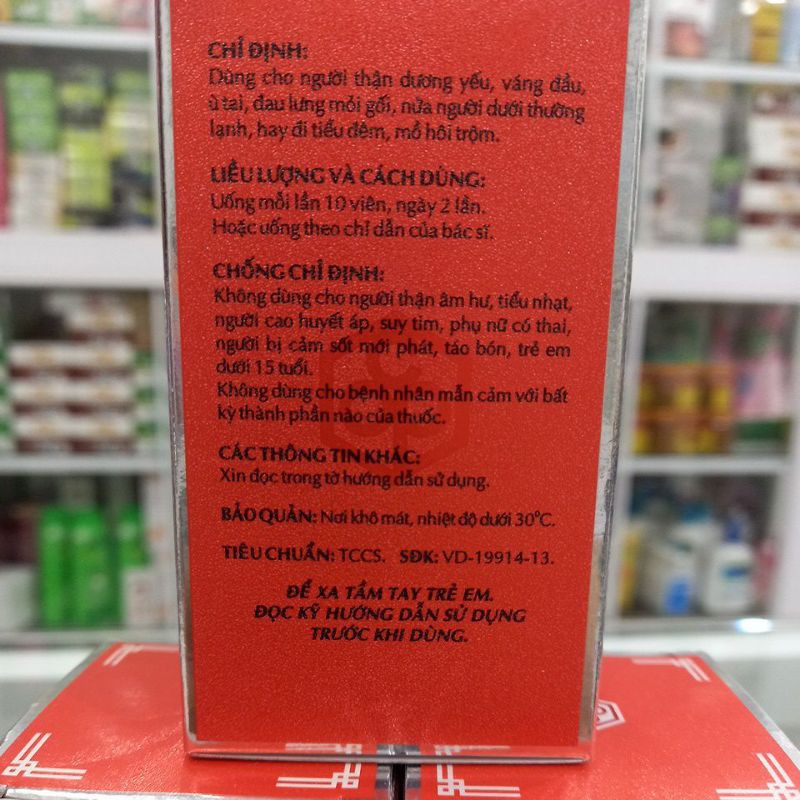 CHỈ ĐỊNH:
Dùng cho người thận dương yếu, váng đầu,
ù tai, đau lưng mỏi gối, nửa người dưới thường
lạnh, hay đi tiểu đêm, mồ hôi trộm.
LIỀU LƯỢNG VÀ CÁCH DÙNG:
Uống mỗi lần 10 viên, ngày 2 lần.
Hoặc uống theo chỉ dẫn của bác sĩ.
CHỐNG CHỈ ĐỊNH:
Không dùng cho người thận âm hư, tiểu nhạt,
người cao huyết áp, suy tim, phụ nữ có thai,
người bị cảm sốt mới phát, táo bón, trẻ em
dưới 15 tuổi.
Không dùng cho bệnh nhân mẫn cảm với bất
kỳ thành phần nào của thuốc.
CÁC THÔNG TIN KHÁC:
Xin đọc trong tờ hướng dẫn sử dụng.
BẢO QUẢN: Nơi khô mát, nhiệt độ dưới 30°C.
TIÊU CHUẨN: TCCS. SĐK: VD-19914-13.
ĐỂ XA TẦM TAY TRẺ EM.
ĐỌC KỸ HƯỚNG DẪN SỬ DỤNG
TRƯỚC KHI DÙNG.